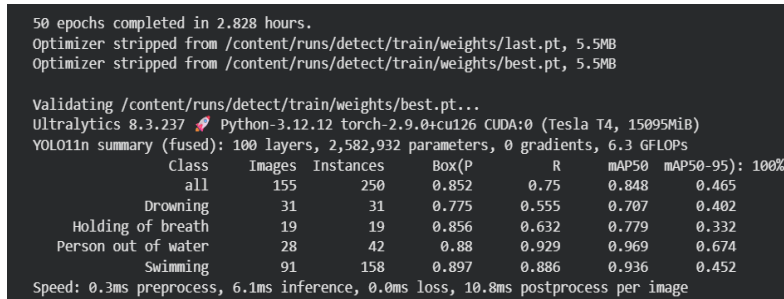 50 epochs completed in 2.828 hours.
Optimizer stripped from /content/runs/detect/train/weights/last.pt, 5.5MB
Optimizer stripped from /content/runs/detect/train/weights/best.pt, 5.5MB
Validating /content/runs/detect/train/weights/best.pt...
Ultralytics 8.3.237 🚀 Python-3.12.12 torch-2.9.0+cu126 CUDA:0 (Tesla T4, 15095MiB)
YOLO11n summary (fused): 100 layers, 2,582,932 parameters, 0 gradients, 6.3 GFLOPs
Class Images Instances Box(P R mAP50 mAP50-95): 100%
all 155 250 0.852 0.75 0.848 0.465
Drowning 31 31 0.775 0.555 0.707 0.402
Holding of breath 19 19 0.856 0.632 0.779 0.332
Person out of water 28 42 0.88 0.929 0.969 0.674
Swimming 91 158 0.897 0.886 0.936 0.452
Speed: 0.3ms preprocess, 6.1ms inference, 0.0ms loss, 10.8ms postprocess per image